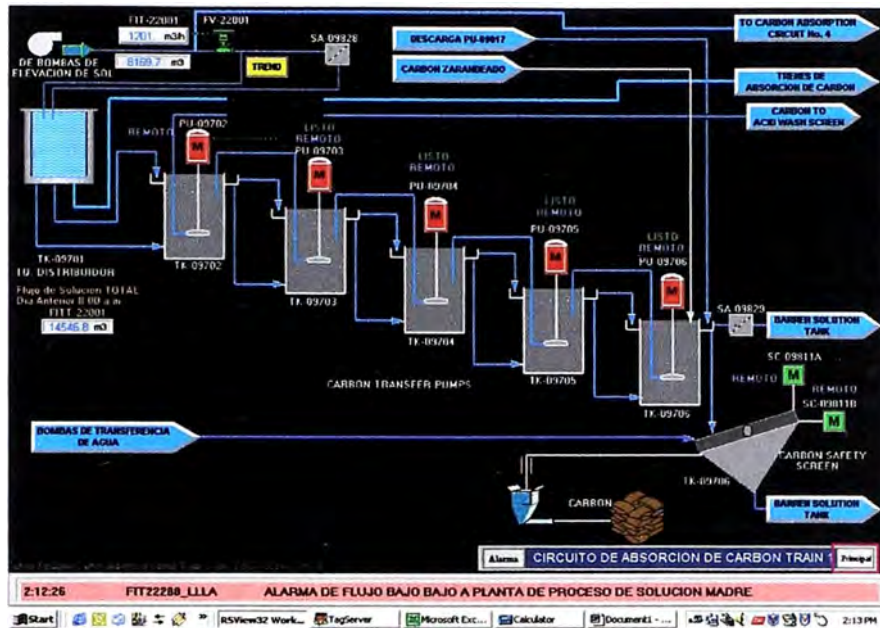 FIT-22001
1201. m3h
FV-22001
SA-09828
DE BOMBAS DE
ELEVACION DE SOL
8169.7 m3
TREND
DESCARGA PU-09817
CARBON ZARANDEADO
TO CARBON ABSORPTION
CIRCUIT No. 4
TRENES DE
ABSORCION DE CARBON
CARBON TO
ACID WASH SCREEN
REMOTO
PU-09702
M
LISTO
REMOTO
PU-09703
M
LISTO
REMOTO
PU-09704
M
LISTO
REMOTO
PU-09705
M
LISTO
REMOTO
PU-09706
M
TK-09701
TQ. DISTRIBUIDOR
TK-09702
TK-09703
TK-09704
TK-09705
TK-09706
Flujo de Solucion TOTAL
Dia Anterior 8:00 a m
FITT 22001
14546.8 m3
CARBON TRANSFER PUMPS
SA-09829
BARREN SOLUTION
TANK
SC-09811A
REMOTO
M
REMOTO
SC-09811B
M
BOMBAS DE TRANSFERENCIA
DE AGUA
CARBON SAFETY
SCREEN
TK-09706
CARBON
BARREN SOLUTION
TANK
Alarma
CIRCUITO DE ABSORCION DE CARBON TRAIN 1
Principal
2:12:26 FIT22200_LLLA ALARMA DE FLUJO BAJO BAJO A PLANTA DE PROCESO DE SOLUCION MADRE
Start
RSView32 Work...
TagServer
Microsoft Exc...
Calculator
Document1 - ...
2:13 PM